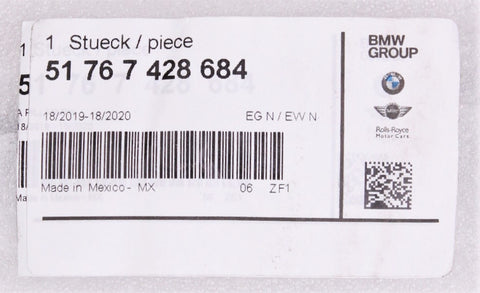 1 Stueck / piece
51 76 7 428 684
18/2019-18/2020 EG N / EW N
Made in Mexico- MX 06 ZF1
BMW
GROUP
Rolls-Royce
Motor Cars